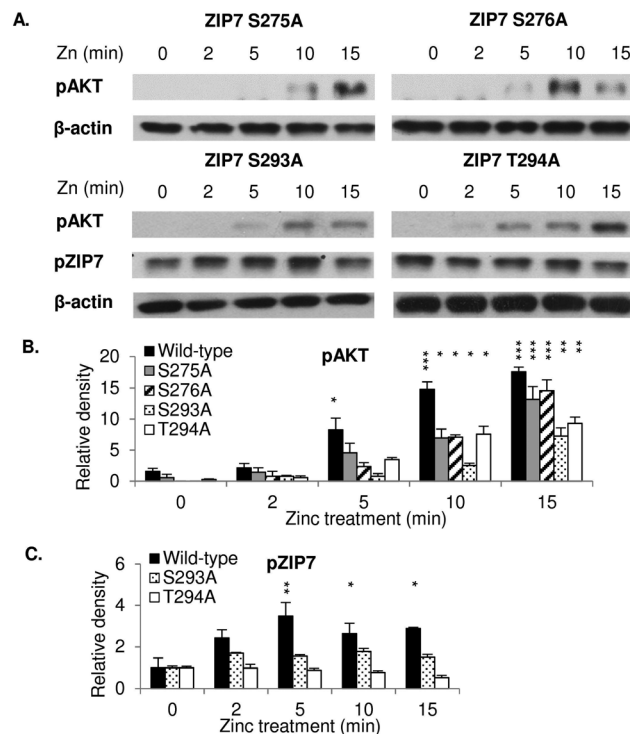 A.
ZIP7 S275A ZIP7 S276A
Zn (min) 0 2 5 10 15 0 2 5 10 15
pAKT
β-actin
ZIP7 S293A ZIP7 T294A
Zn (min) 0 2 5 10 15 0 2 5 10 15
pAKT
pZIP7
β-actin
B.
pAKT
Wild-type
S275A
S276A
S293A
T294A
* *** * * * * *** *** *** ** **
Relative density
20
15
10
5
0
0 2 5 10 15
Zinc treatment (min)
C.
pZIP7
Wild-type
S293A
T294A
** * *
Relative density
6
4
2
0
0 2 5 10 15
Zinc treatment (min)